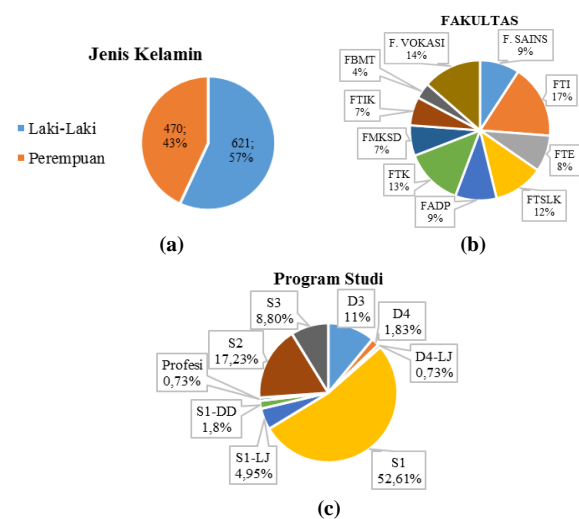 Jenis Kelamin
Laki-Laki
Perempuan
470;
43%
621;
57%
(a)
FAKULTAS
F. SAINS
9%
FTI
17%
FTE
8%
FTSLK
12%
FADP
9%
FTK
13%
FMKSD
7%
FTIK
7%
FBMT
4%
F. VOKASI
14%
(b)
Program Studi
D3
11%
D4
1,83%
D4-LJ
0,73%
S1
52,61%
S1-LJ
4,95%
S1-DD
1,8%
Profesi
0,73%
S2
17,23%
S3
8,80%
(c)